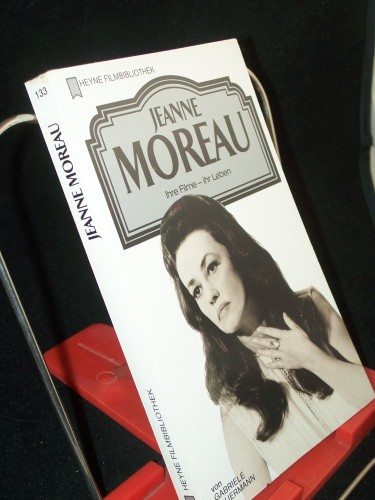 133
JEANNE MOREAU
HEYNE FILMBIBLIOTHEK
HEYNE FILMBIBLIOTHEK
JEANNE
MOREAU
Ihre Filme – ihr Leben
von
GABRIELE